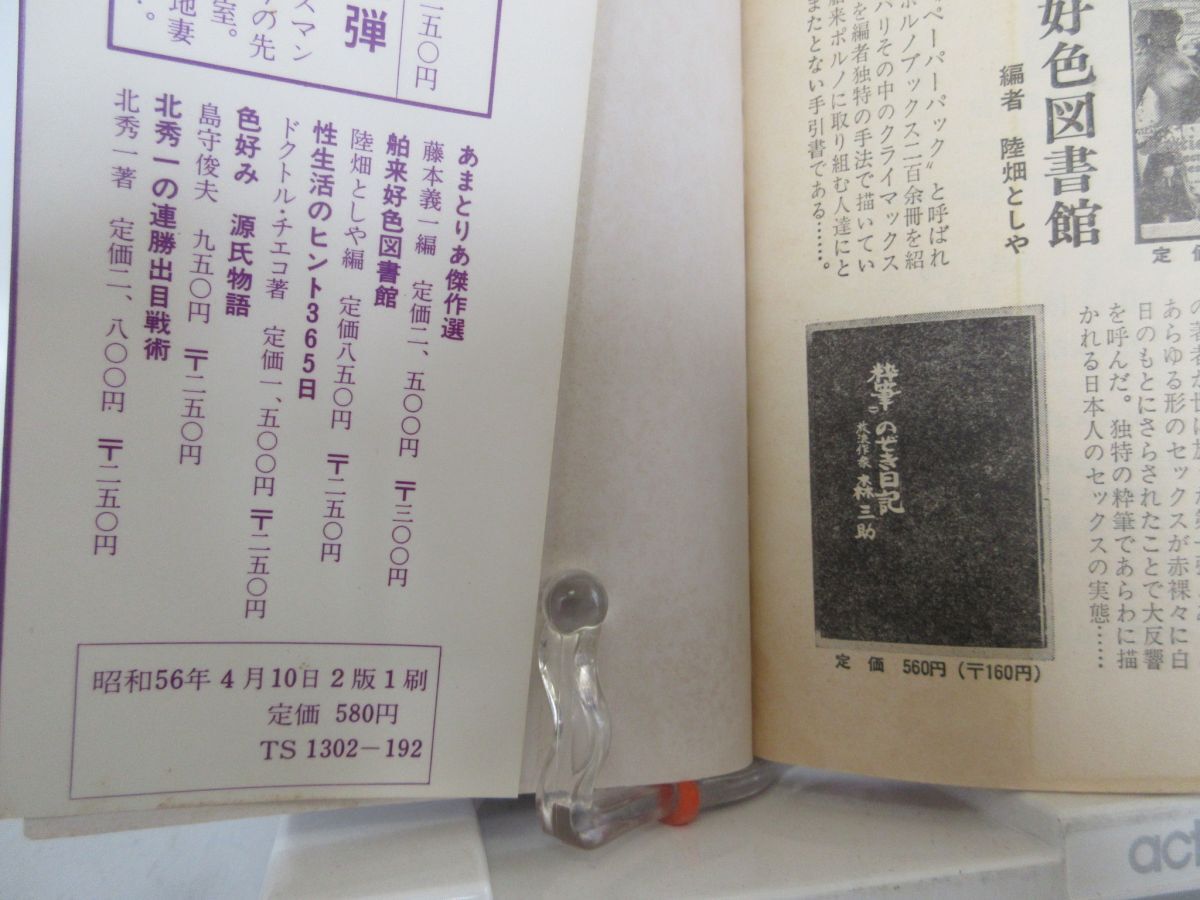 好色図書館
編者 陸畑としや
ペーパーバック〟と呼ばれ
ポルノブックス二百余冊を紹
ハリその中のクライマックス
を編者独特の手法で描いてい
舶来ポルノに取り組む人達にと
またとない手引書である……。
定 価
あらゆる形のセックスが赤裸々に白
日のもとにさらされたことで大反響
を呼んだ。独特の粋筆であらわに描
かれる日本人のセックスの実態……
粋筆のぞき日記
放浪作家 森 三助
定 価 560円(〒160円)
二五〇円
弾
スマン
の先
室。
地妻
あまとりあ傑作選
藤本義一編 定価二、五〇〇円 〒三〇〇円
舶来好色図書館
陸畑としや編 定価八五〇円 〒二五〇円
性生活のヒント365日
ドクトル・チエコ著 定価一、五〇〇円 〒二五〇円
色好み 源氏物語
島守俊夫 九五〇円 〒二五〇円
北秀一の連勝出目戦術
北秀一著 定価二、八〇〇円 〒二五〇円
昭和56年4月10日2版1刷
定価 580円
TS 1302-192